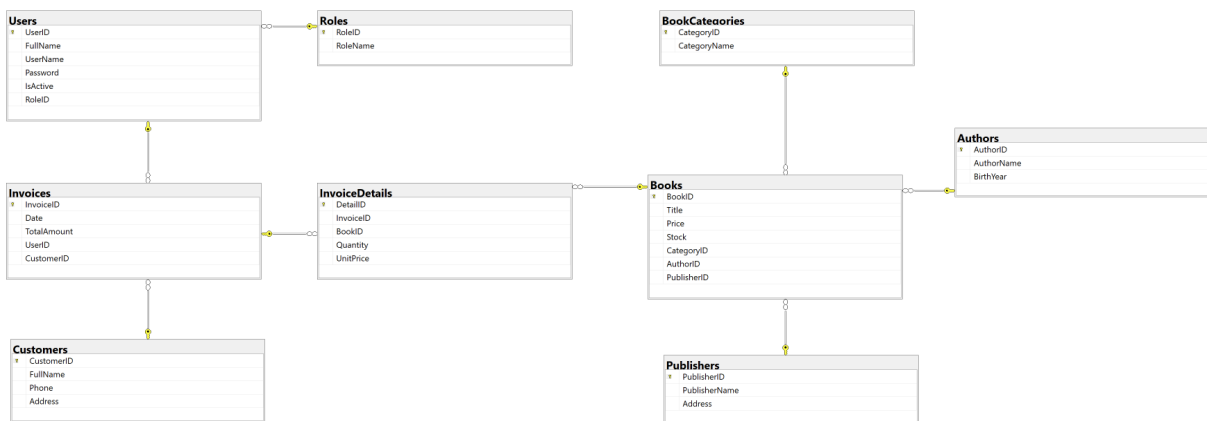 Users
UserID
FullName
UserName
Password
IsActive
RoleID
Roles
RoleID
RoleName
BookCategories
CategoryID
CategoryName
Authors
AuthorID
AuthorName
BirthYear
Invoices
InvoiceID
Date
TotalAmount
UserID
CustomerID
InvoiceDetails
DetailID
InvoiceID
BookID
Quantity
UnitPrice
Books
BookID
Title
Price
Stock
CategoryID
AuthorID
PublisherID
Customers
CustomerID
FullName
Phone
Address
Publishers
PublisherID
PublisherName
Address